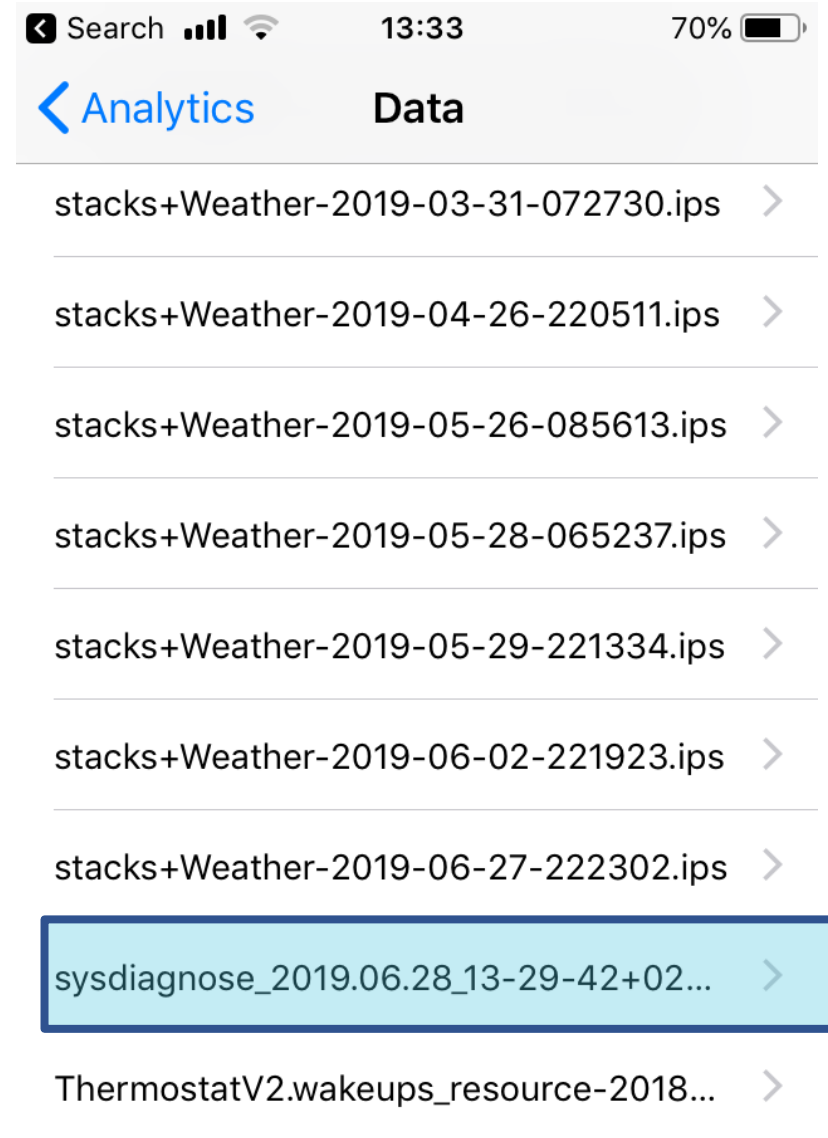 Search 13:33 70%
Analytics Data
stacks+Weather-2019-03-31-072730.ips
stacks+Weather-2019-04-26-220511.ips
stacks+Weather-2019-05-26-085613.ips
stacks+Weather-2019-05-28-065237.ips
stacks+Weather-2019-05-29-221334.ips
stacks+Weather-2019-06-02-221923.ips
stacks+Weather-2019-06-27-222302.ips
sysdiagnose_2019.06.28_13-29-42+02...
ThermostatV2.wakeups_resource-2018...